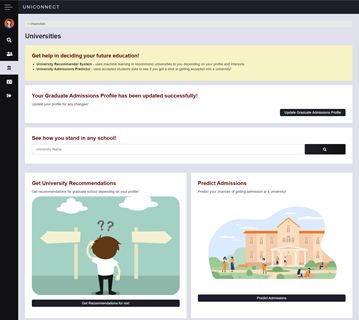 UNICONNECT
> Universities
Universities
Get help in deciding your future education!
• University Recommender System - uses machine learning to recommend universities to you depending on your profile and interests.
• University Admissions Predictor - uses accepted students data to see if you got a shot at getting accepted into a university!
Your Graduate Admissions Profile has been updated successfully!
Update your profile for any changes!
Update Graduate Admissions Profile
See how you stand in any school!
University Name
Get University Recommendations
Get recommendations for graduate school depending on your profile!
??
Get Recommendations for me!
Predict Admissions
Predict your chances of getting admission at a university!
Predict Admissions